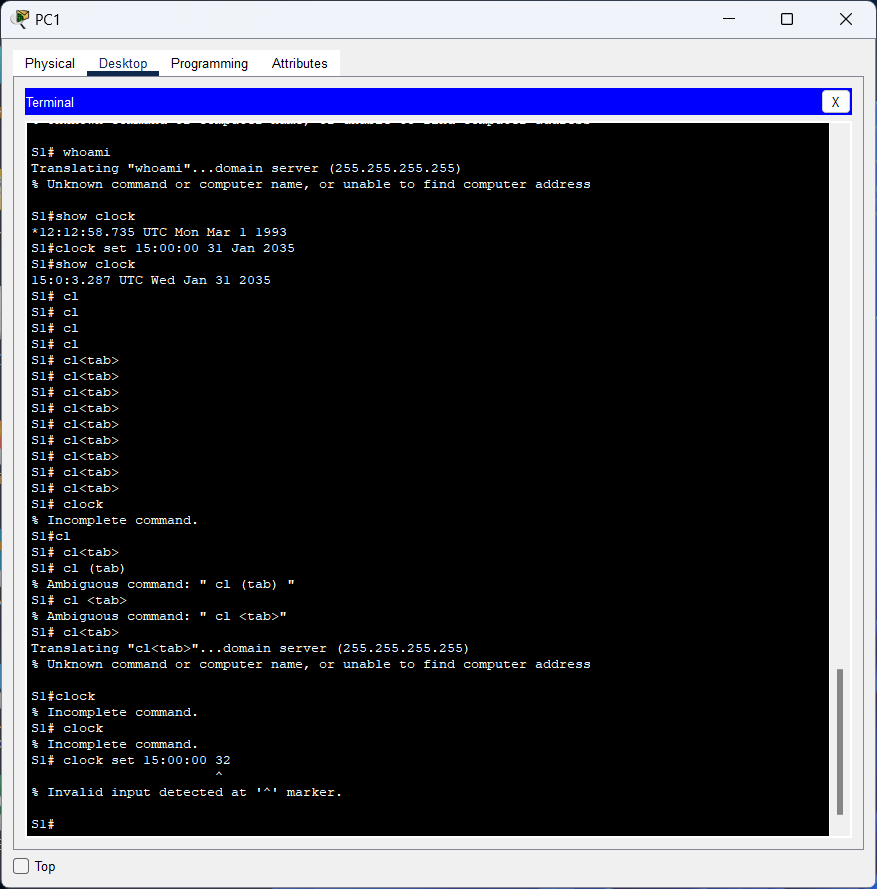 PC1
Physical Desktop Programming Attributes
Terminal X
% Unknown command or computer name, or unable to find computer address
S1# whoami
Translating "whoami"...domain server (255.255.255.255)
% Unknown command or computer name, or unable to find computer address
S1#show clock
*12:12:58.735 UTC Mon Mar 1 1993
S1#clock set 15:00:00 31 Jan 2035
S1#show clock
15:0:3.287 UTC Wed Jan 31 2035
S1# cl
S1# cl
S1# cl
S1# cl
S1# cl<tab>
S1# cl<tab>
S1# cl<tab>
S1# cl<tab>
S1# cl<tab>
S1# cl<tab>
S1# cl<tab>
S1# cl<tab>
S1# cl<tab>
S1# clock
% Incomplete command.
S1#cl
S1# cl<tab>
S1# cl (tab)
% Ambiguous command: " cl (tab) "
S1# cl <tab>
% Ambiguous command: " cl <tab>"
S1# cl<tab>
Translating "cl<tab>"...domain server (255.255.255.255)
% Unknown command or computer name, or unable to find computer address
S1#clock
% Incomplete command.
S1# clock
% Incomplete command.
S1# clock set 15:00:00 32
^
% Invalid input detected at '^' marker.
S1#
Top